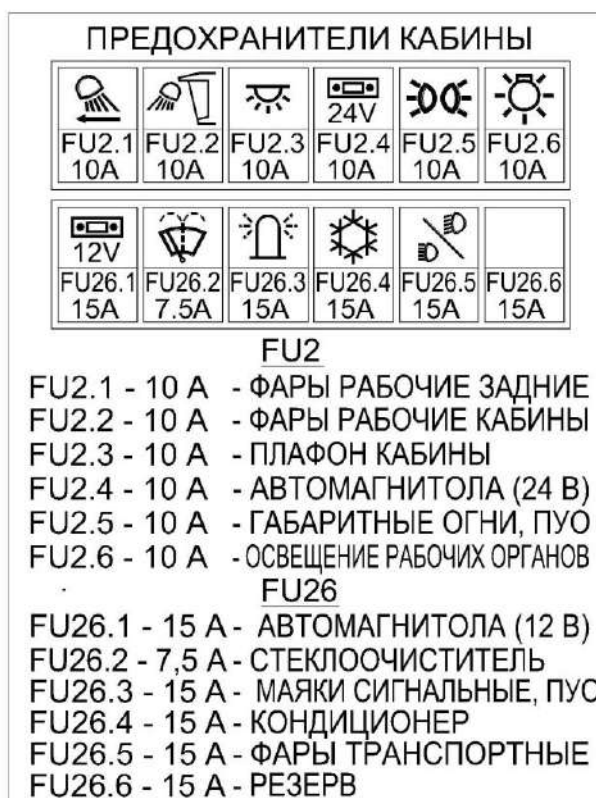 ПРЕДОХРАНИТЕЛИ КАБИНЫ
24V
FU2.1 FU2.2 FU2.3 FU2.4 FU2.5 FU2.6
10A 10A 10A 10A 10A 10A
12V
FU26.1 FU26.2 FU26.3 FU26.4 FU26.5 FU26.6
15A 7.5A 15A 15A 15A 15A
FU2
FU2.1 - 10 А - ФАРЫ РАБОЧИЕ ЗАДНИЕ
FU2.2 - 10 А - ФАРЫ РАБОЧИЕ КАБИНЫ
FU2.3 - 10 А - ПЛАФОН КАБИНЫ
FU2.4 - 10 А - АВТОМАГНИТОЛА (24 В)
FU2.5 - 10 А - ГАБАРИТНЫЕ ОГНИ, ПУО
FU2.6 - 10 А - ОСВЕЩЕНИЕ РАБОЧИХ ОРГАНОВ
FU26
FU26.1 - 15 А - АВТОМАГНИТОЛА (12 В)
FU26.2 - 7,5 А - СТЕКЛООЧИСТИТЕЛЬ
FU26.3 - 15 А - МАЯКИ СИГНАЛЬНЫЕ, ПУО
FU26.4 - 15 А - КОНДИЦИОНЕР
FU26.5 - 15 А - ФАРЫ ТРАНСПОРТНЫЕ
FU26.6 - 15 А - РЕЗЕРВ